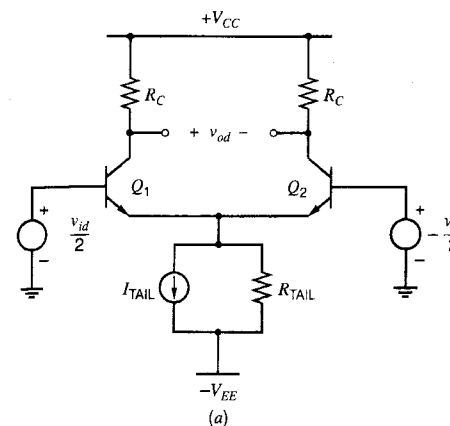 +V_CC
R_C
R_C
+ v_od −
Q_1
Q_2
+
v_id
2
−
+
−
−
I_TAIL
R_TAIL
−V_EE
(a)